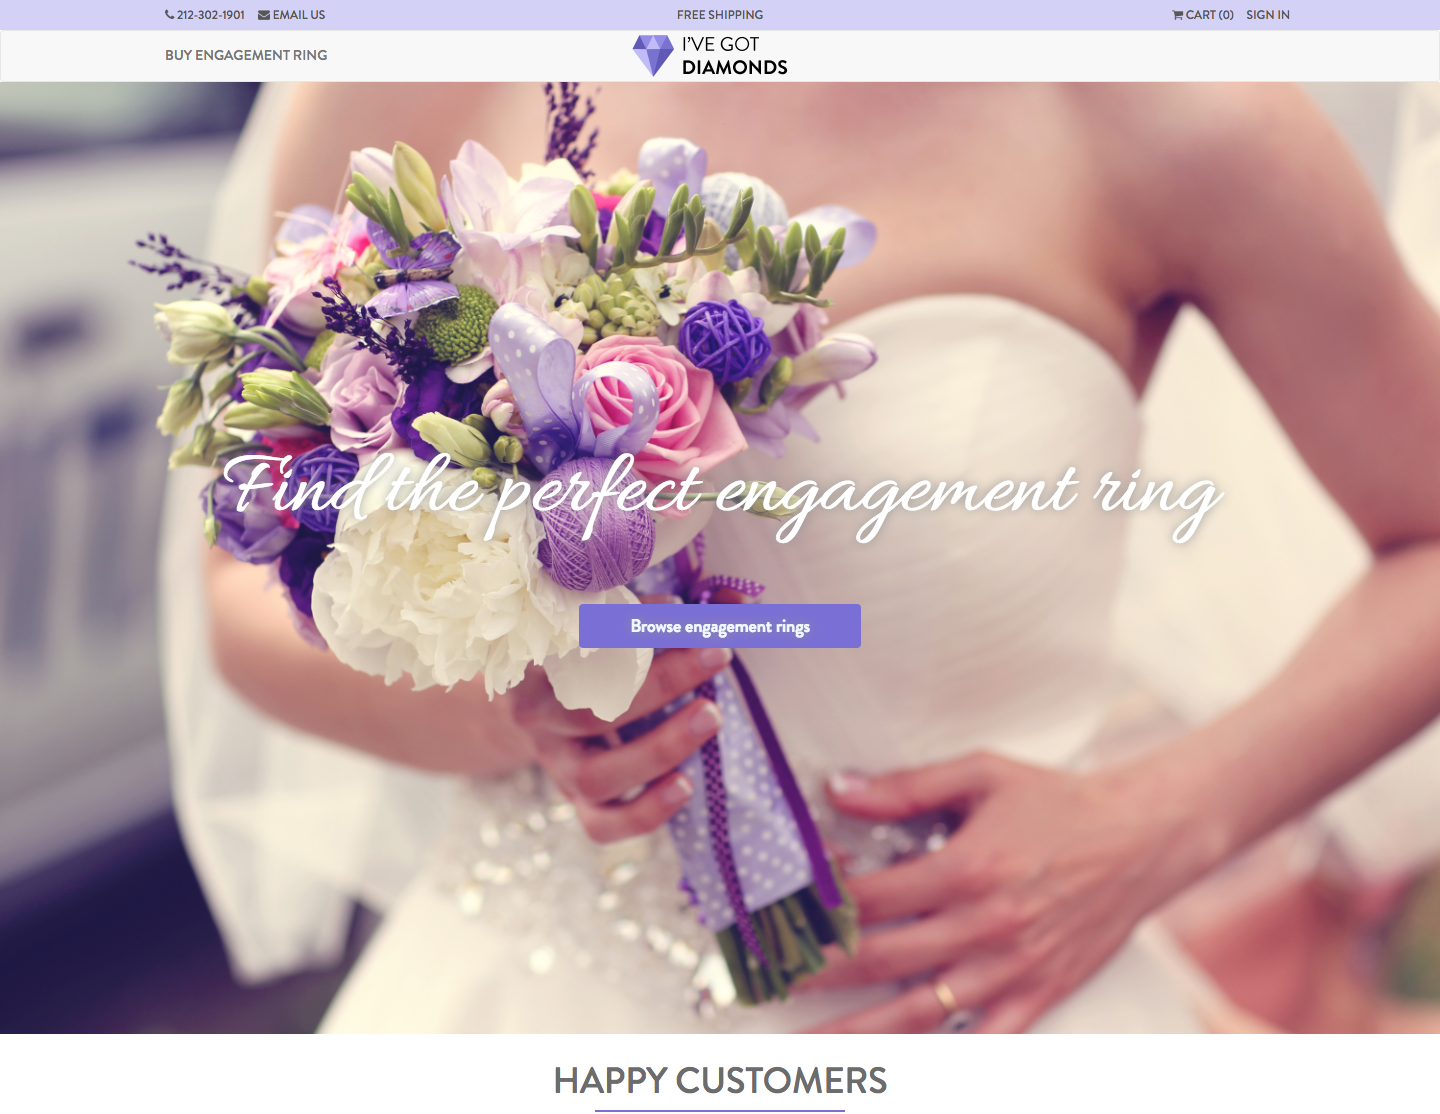 212-302-1901 EMAIL US FREE SHIPPING CART (0) SIGN IN
BUY ENGAGEMENT RING
I'VE GOT
DIAMONDS
Find the perfect engagement ring
Browse engagement rings
HAPPY CUSTOMERS